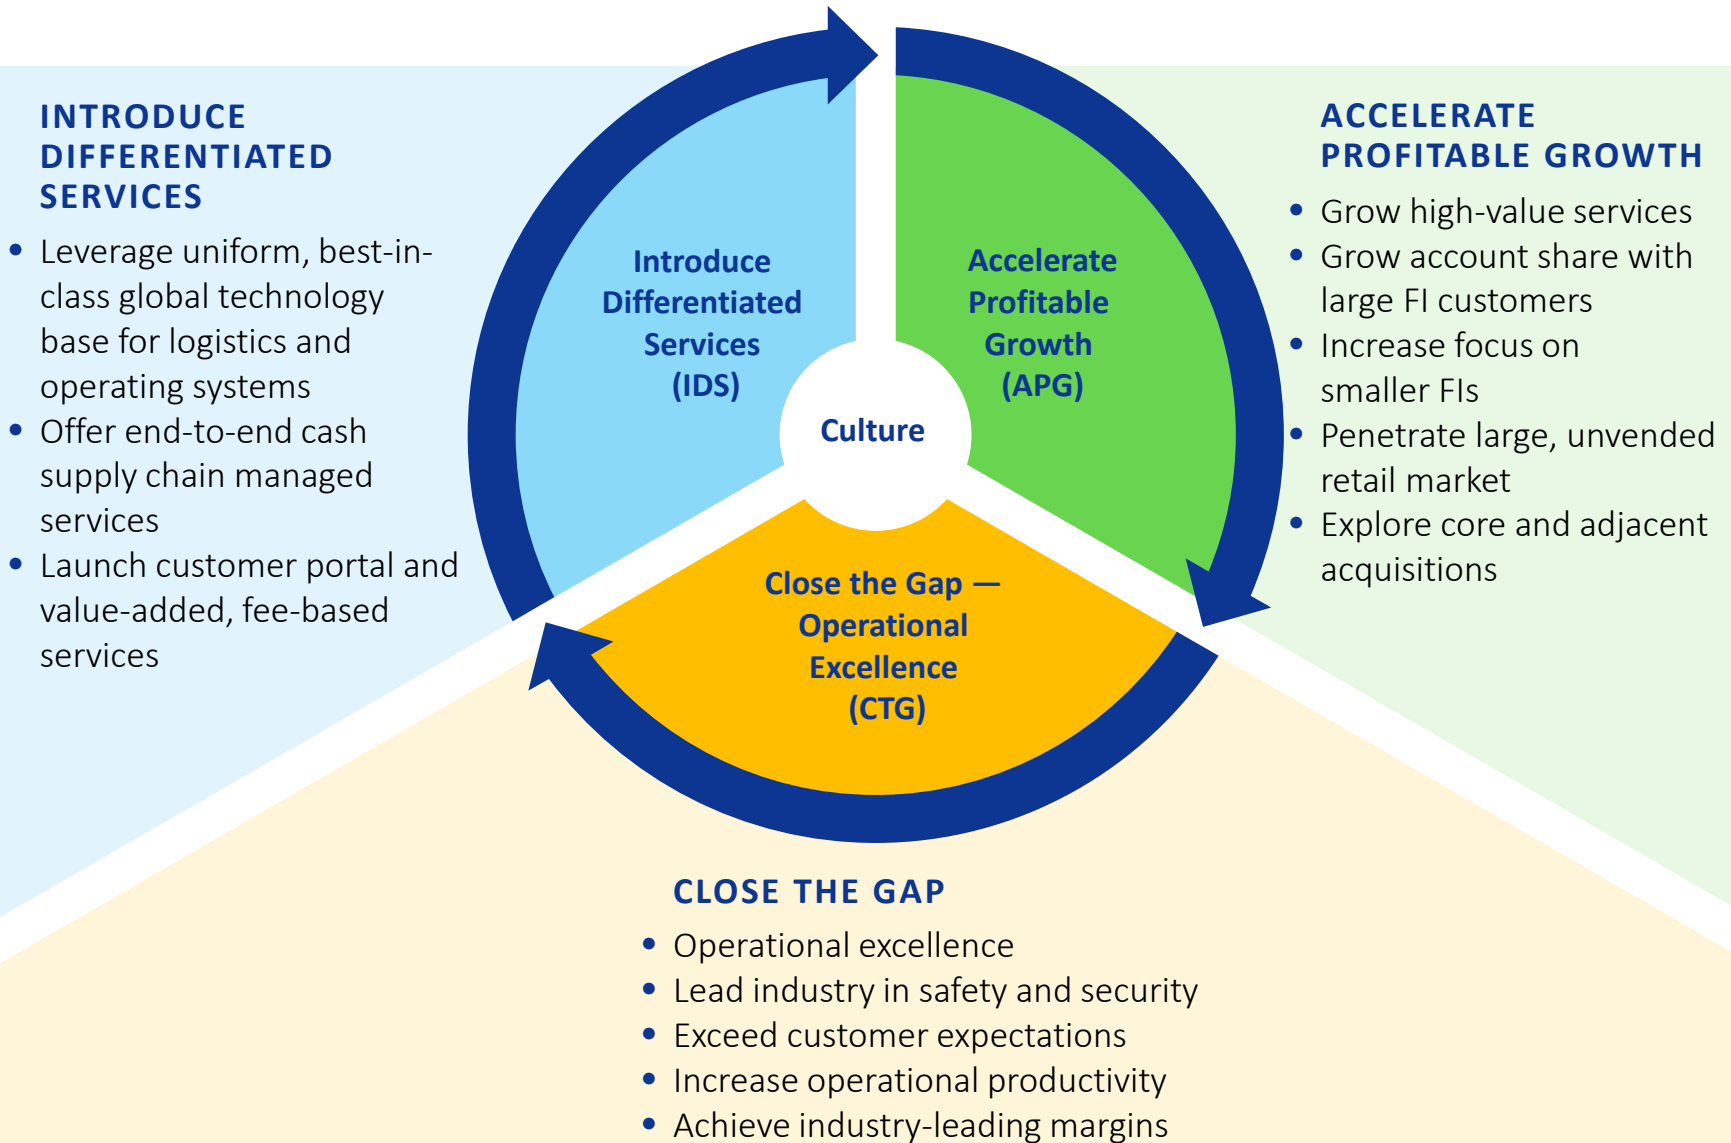 INTRODUCE
DIFFERENTIATED
SERVICES
• Leverage uniform, best-in-
class global technology
base for logistics and
operating systems
• Offer end-to-end cash
supply chain managed
services
• Launch customer portal and
value-added, fee-based
services
Introduce
Differentiated
Services
(IDS)
Accelerate
Profitable
Growth
(APG)
Culture
Close the Gap —
Operational
Excellence
(CTG)
ACCELERATE
PROFITABLE GROWTH
• Grow high-value services
• Grow account share with
large FI customers
• Increase focus on
smaller FIs
• Penetrate large, unvended
retail market
• Explore core and adjacent
acquisitions
CLOSE THE GAP
• Operational excellence
• Lead industry in safety and security
• Exceed customer expectations
• Increase operational productivity
• Achieve industry-leading margins